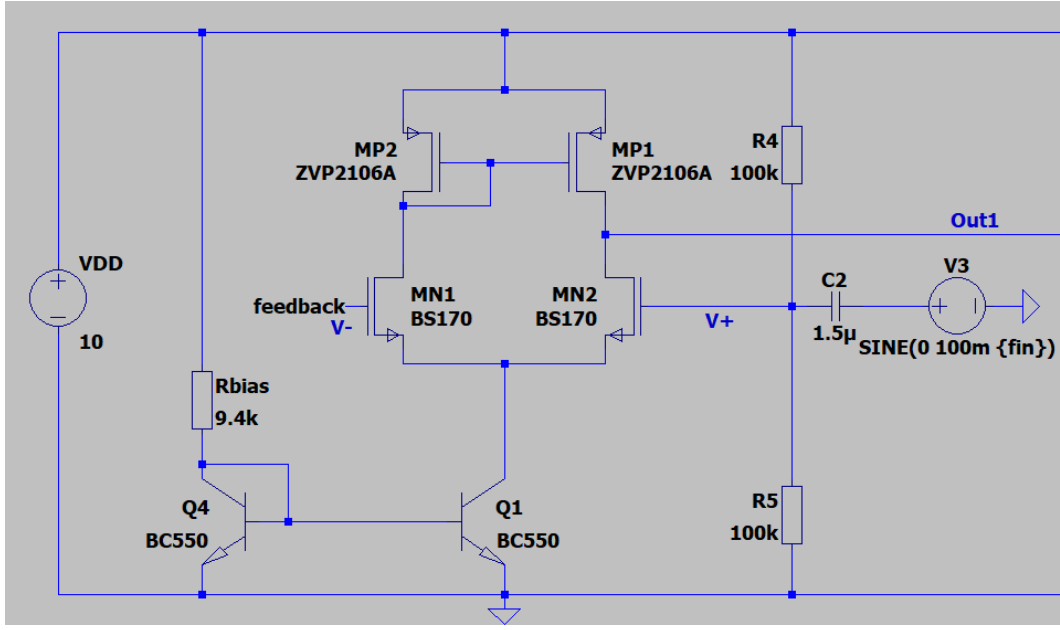 MP2
ZVP2106A
MP1
ZVP2106A
R4
100k
Out1
VDD
10
feedback
V-
MN1
BS170
MN2
BS170
V+
C2
1.5µ
V3
SINE(0 100m {fin})
Rbias
9.4k
Q4
BC550
Q1
BC550
R5
100k